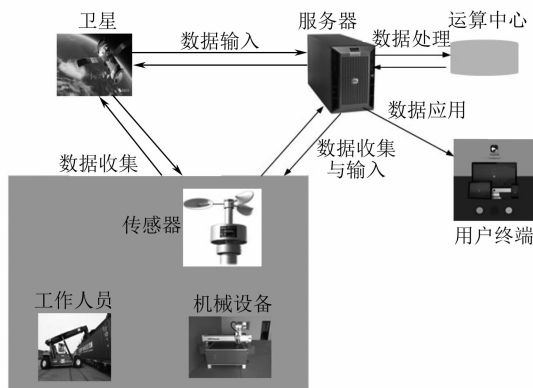 卫星
数据输入
服务器
运算中心
数据处理
数据应用
数据收集
数据收集
与输入
传感器
用户终端
工作人员
机械设备